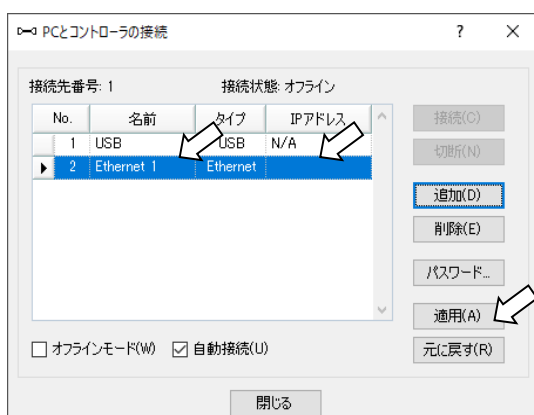 PCとコントローラの接続 ?
接続先番号: 1 接続状態: オフライン
No. 名前 タイプ IPアドレス
1 USB USB N/A
2 Ethernet 1 Ethernet
接続(C)
切断(N)
追加(D)
削除(E)
パスワード...
適用(A)
元に戻す(R)
オフラインモード(W) 自動接続(U)
閉じる